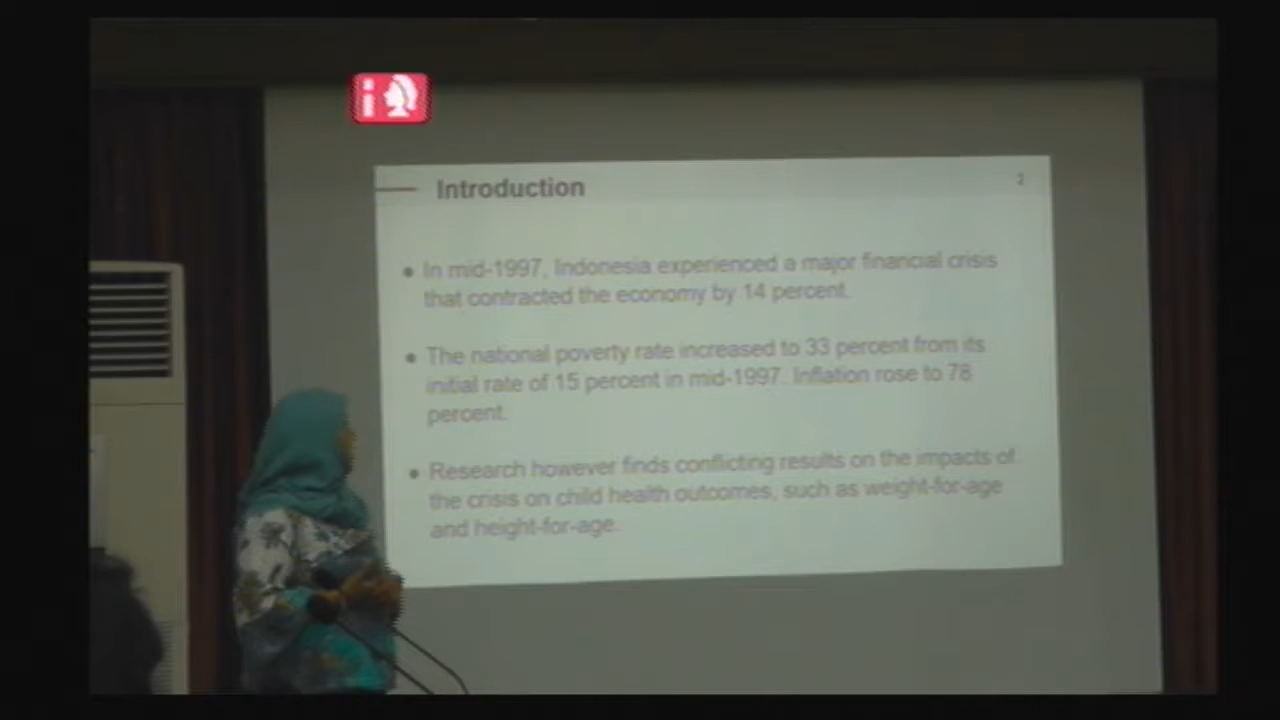 i
Introduction
2
• In mid-1997, Indonesia experienced a major financial crisis
that contracted the economy by 14 percent.
• The national poverty rate increased to 33 percent from its
initial rate of 15 percent in mid-1997. Inflation rose to 78
percent.
• Research however finds conflicting results on the impacts of
the crisis on child health outcomes, such as weight-for-age
and height-for-age.